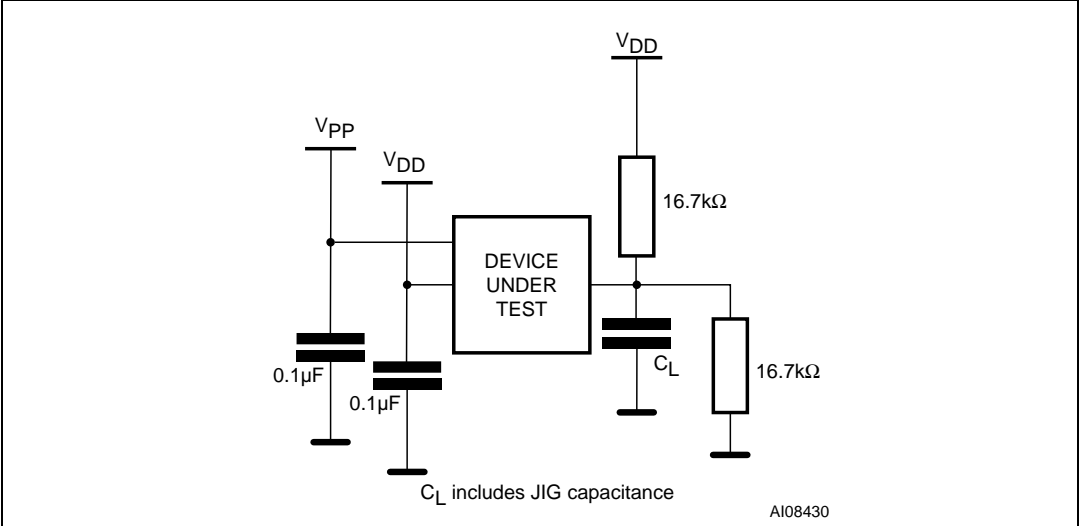 VDD
VPP
VDD
16.7kΩ
DEVICE
UNDER
TEST
CL
16.7kΩ
0.1µF
0.1µF
CL includes JIG capacitance
AI08430